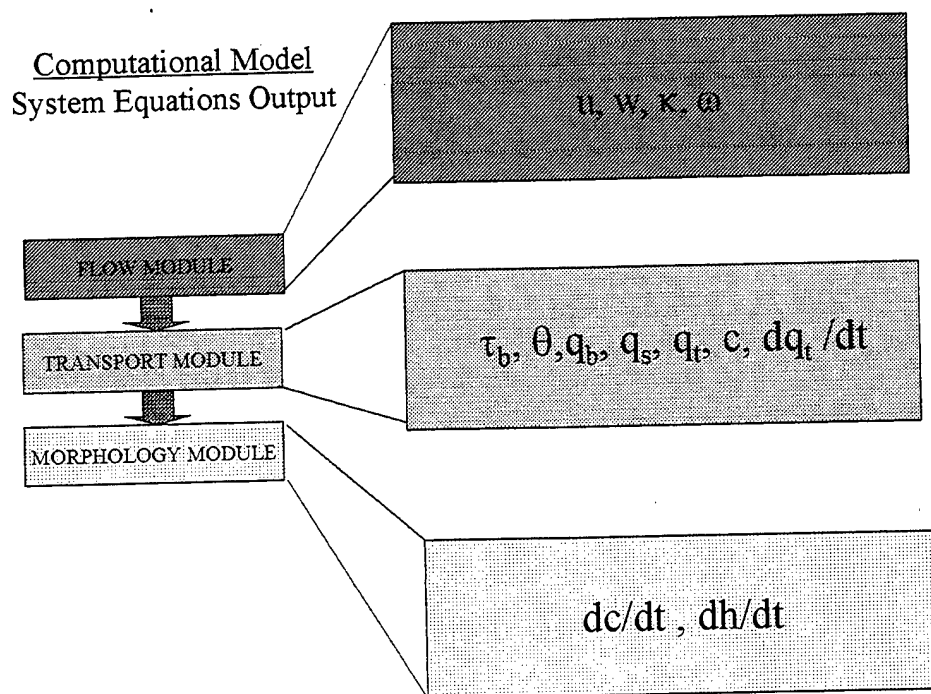 Computational Model
System Equations Output
u, w, κ, ω
FLOW MODULE
TRANSPORT MODULE
τb, θ,qb, qs, qt, c, dqt /dt
MORPHOLOGY MODULE
dc/dt , dh/dt